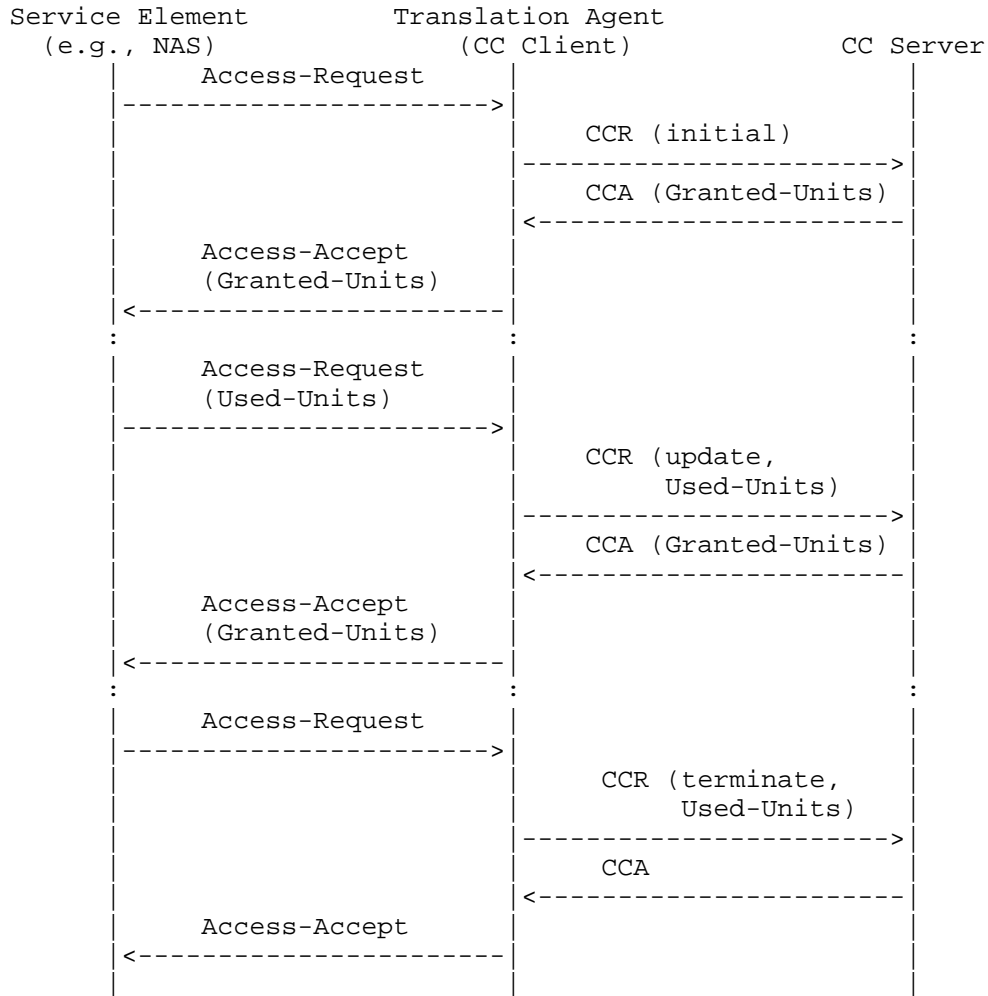 Service Element Translation Agent
(e.g., NAS) (CC Client) CC Server
Access-Request
CCR (initial)
CCA (Granted-Units)
Access-Accept
(Granted-Units)
Access-Request
(Used-Units)
CCR (update,
Used-Units)
CCA (Granted-Units)
Access-Accept
(Granted-Units)
Access-Request
CCR (terminate,
Used-Units)
CCA
Access-Accept